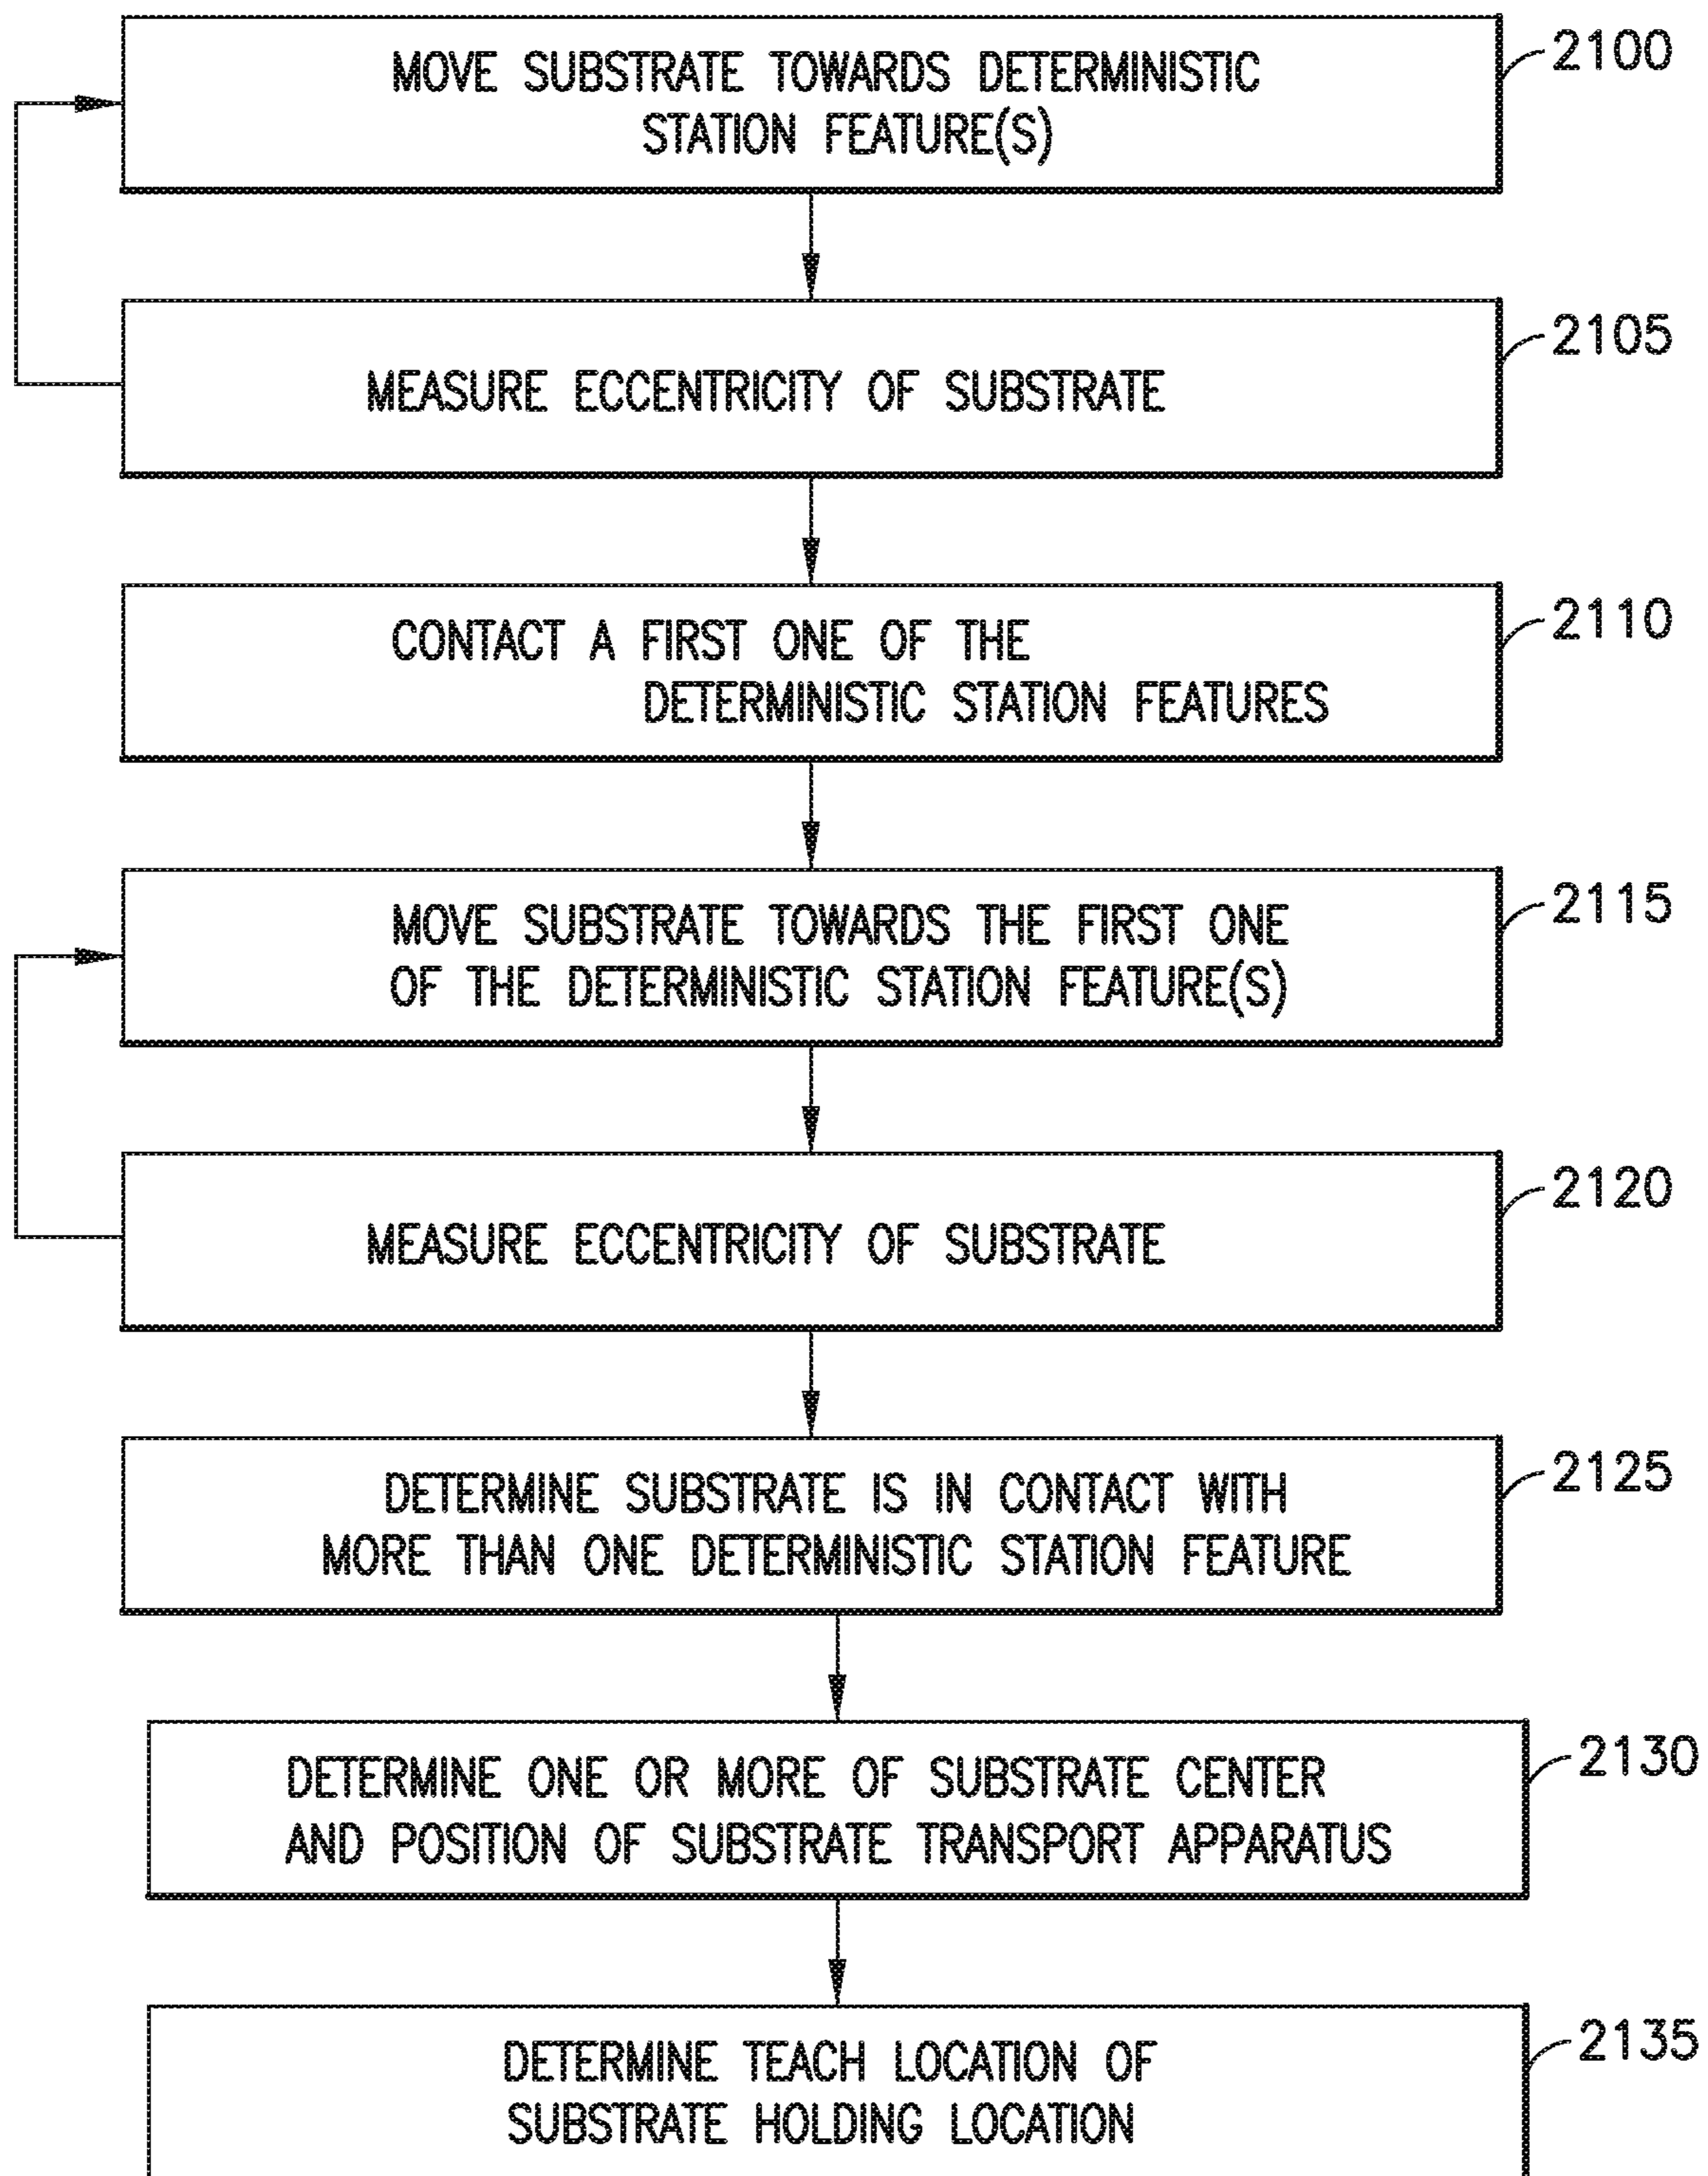 MOVE SUBSTRATE TOWARDS DETERMINISTIC
STATION FEATURE(S)
2100
MEASURE ECCENTRICITY OF SUBSTRATE
2105
CONTACT A FIRST ONE OF THE
DETERMINISTIC STATION FEATURES
2110
MOVE SUBSTRATE TOWARDS THE FIRST ONE
OF THE DETERMINISTIC STATION FEATURE(S)
2115
MEASURE ECCENTRICITY OF SUBSTRATE
2120
DETERMINE SUBSTRATE IS IN CONTACT WITH
MORE THAN ONE DETERMINISTIC STATION FEATURE
2125
DETERMINE ONE OR MORE OF SUBSTRATE CENTER
AND POSITION OF SUBSTRATE TRANSPORT APPARATUS
2130
DETERMINE TEACH LOCATION OF
SUBSTRATE HOLDING LOCATION
2135